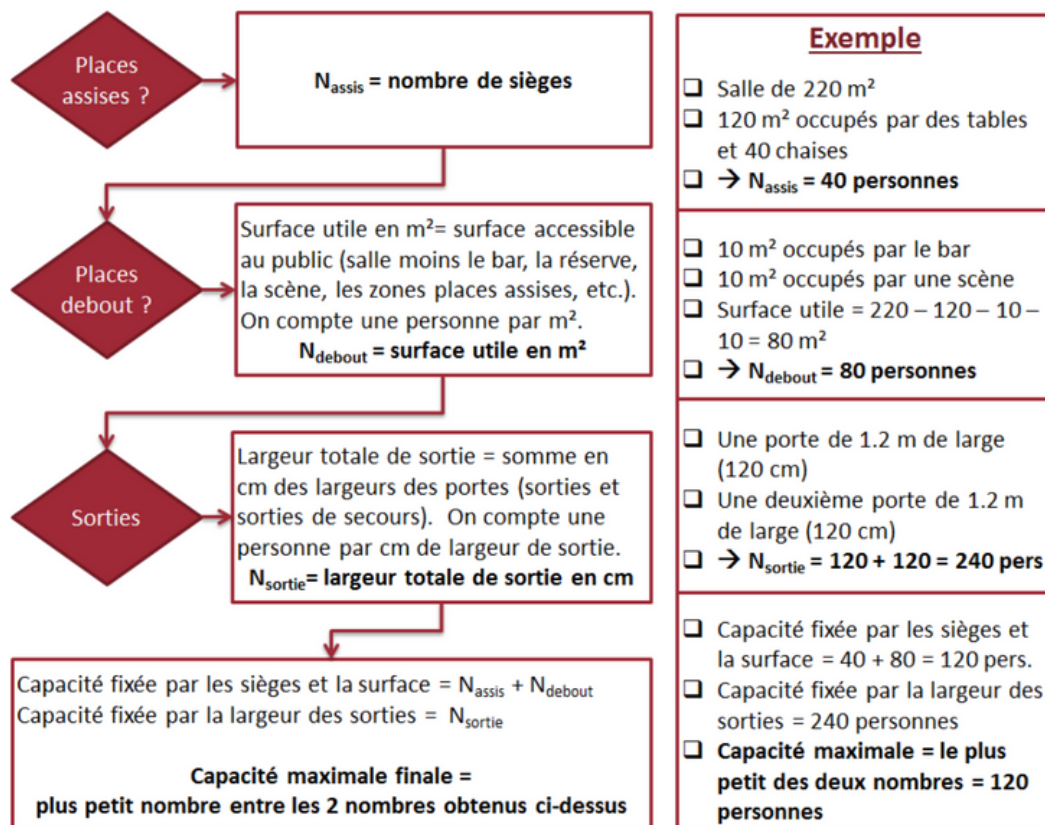 Places
assises ?
N_assis = nombre de sièges
Places
debout ?
Surface utile en m²= surface accessible
au public (salle moins le bar, la réserve,
la scène, les zones places assises, etc.).
On compte une personne par m².
N_debout = surface utile en m²
Sorties
Largeur totale de sortie = somme en
cm des largeurs des portes (sorties et
sorties de secours). On compte une
personne par cm de largeur de sortie.
N_sortie= largeur totale de sortie en cm
Capacité fixée par les sièges et la surface = N_assis + N_debout
Capacité fixée par la largeur des sorties = N_sortie
Capacité maximale finale =
plus petit nombre entre les 2 nombres obtenus ci-dessus
Exemple
❑ Salle de 220 m²
❑ 120 m² occupés par des tables
et 40 chaises
❑ → N_assis = 40 personnes
❑ 10 m² occupés par le bar
❑ 10 m² occupés par une scène
❑ Surface utile = 220 – 120 – 10 –
10 = 80 m²
❑ → N_debout = 80 personnes
❑ Une porte de 1.2 m de large
(120 cm)
❑ Une deuxième porte de 1.2 m
de large (120 cm)
❑ → N_sortie = 120 + 120 = 240 pers
❑ Capacité fixée par les sièges et
la surface = 40 + 80 = 120 pers.
❑ Capacité fixée par la largeur des
sorties = 240 personnes
❑ Capacité maximale = le plus
petit des deux nombres = 120
personnes